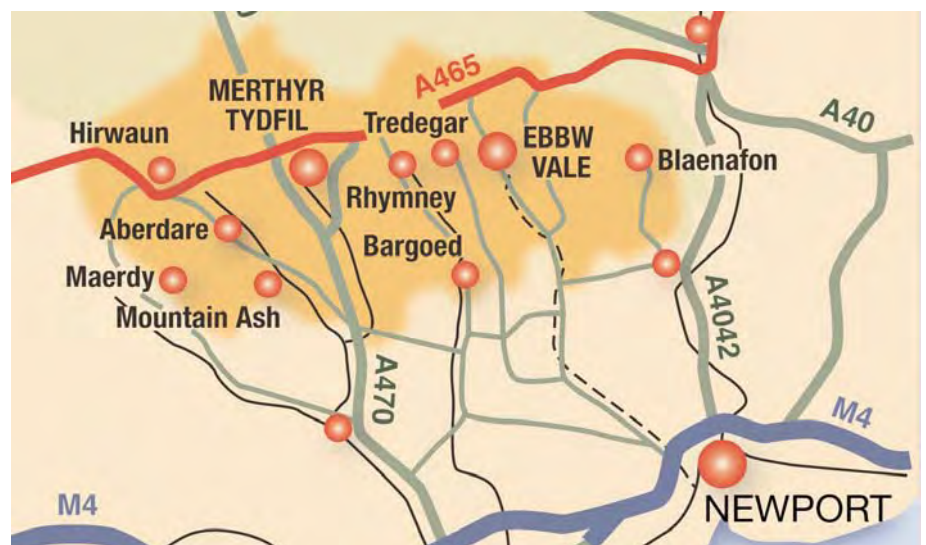 A465
MERTHYR
TYDFIL
A40
Hirwaun
Tredegar
EBBW
VALE
Blaenafon
Rhymney
Aberdare
Bargoed
Maerdy
Mountain Ash
A4042
A470
M4
M4
NEWPORT